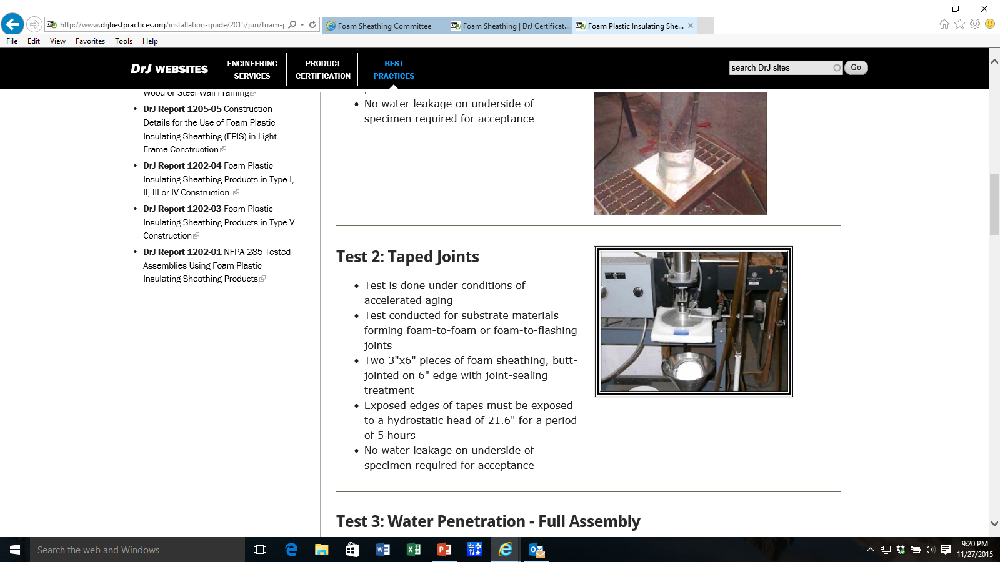 http://www.drjbestpractices.org/installation-guide/2015/jun/foam-p
Foam Sheathing Committee
Foam Sheathing | DrJ Certificat...
Foam Plastic Insulating She...
File Edit View Favorites Tools Help
DrJ WEBSITES
ENGINEERING
SERVICES
PRODUCT
CERTIFICATION
BEST
PRACTICES
search DrJ sites
Go
Wood or Steel Wall Framing
• DrJ Report 1205-05 Construction
Details for the Use of Foam Plastic
Insulating Sheathing (FPIS) in Light-
Frame Construction
• DrJ Report 1202-04 Foam Plastic
Insulating Sheathing Products in Type I,
II, III or IV Construction
• DrJ Report 1202-03 Foam Plastic
Insulating Sheathing Products in Type V
Construction
• DrJ Report 1202-01 NFPA 285 Tested
Assemblies Using Foam Plastic
Insulating Sheathing Products
• No water leakage on underside of
specimen required for acceptance
Test 2: Taped Joints
• Test is done under conditions of
accelerated aging
• Test conducted for substrate materials
forming foam-to-foam or foam-to-flashing
joints
• Two 3"x6" pieces of foam sheathing, butt-
jointed on 6" edge with joint-sealing
treatment
• Exposed edges of tapes must be exposed
to a hydrostatic head of 21.6" for a period
of 5 hours
• No water leakage on underside of
specimen required for acceptance
Test 3: Water Penetration - Full Assembly
Search the web and Windows
9:20 PM
11/27/2015